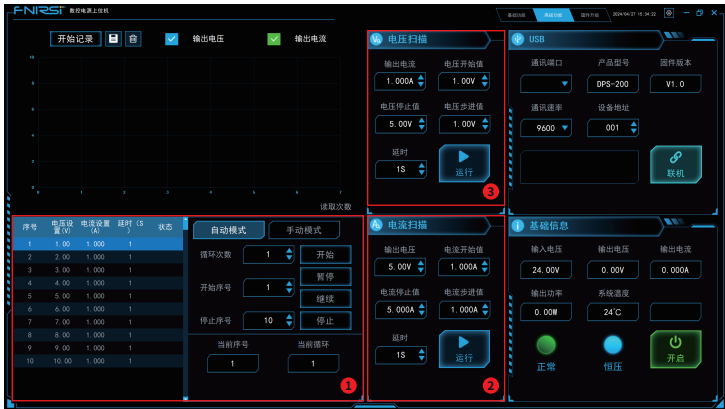 FNIRSI 数控电源上位机
基础功能 高级功能 固件升级 2024/04/27 15:34:22
开始记录 输出电压 输出电流
10
8
6
4
2
0
0 1 2 3 4 5 6 7
读取次数
电压扫描
输出电流 电压开始值
1.000A 1.00V
电压停止值 电压步进值
5.00V 1.00V
延时
1S 运行
3
USB
通讯端口 产品型号 固件版本
DPS-200 V1.0
通讯速率 设备地址
9600 001
联机
序号 电压设置(V) 电流设置(A) 延时(S) 状态
1 1.00 1.000 1
2 2.00 1.000 1
3 3.00 1.000 1
4 4.00 1.000 1
5 5.00 1.000 1
6 6.00 1.000 1
7 7.00 1.000 1
8 8.00 1.000 1
9 9.00 1.000 1
10 10.00 1.000 1
自动模式 手动模式
循环次数 1 开始
暂停
开始序号 1
继续
停止序号 10 停止
当前序号 当前循环
1 1
1
电流扫描
输出电压 电流开始值
5.00V 1.000A
电流停止值 电流步进值
5.000A 1.000A
延时
1S 运行
2
基础信息
输入电压 输出电压 输出电流
24.00V 0.00V 0.000A
输出功率 系统温度
0.00W 24℃
正常 恒压 开启